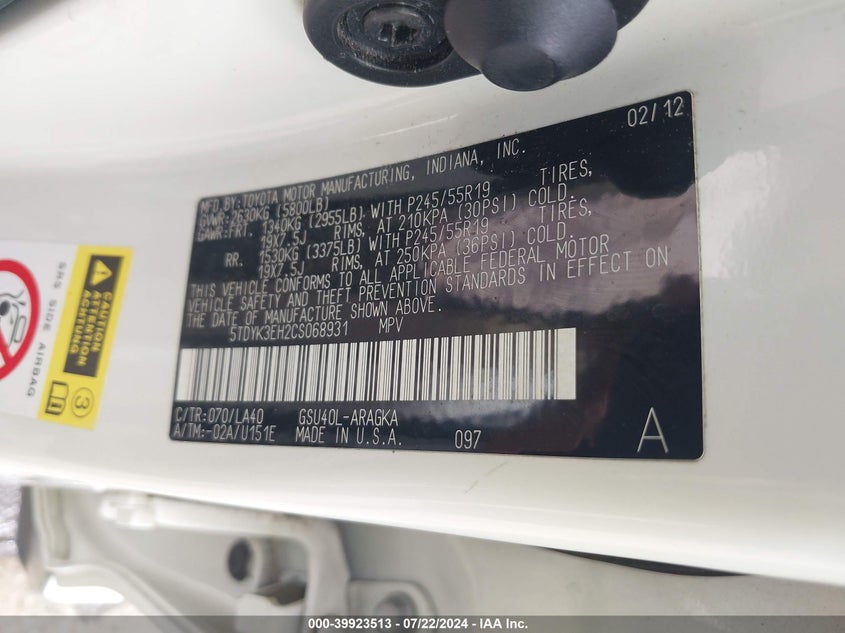 02/12
MFD.BY:TOYOTA MOTOR MANUFACTURING, INDIANA, INC.
GVWR:2630KG (5800LB)
GAWR:FRT. 1340KG (2955LB) WITH P245/55R19 TIRES,
19X7.5J RIMS, AT 210KPA (30PSI) COLD.
RR. 1530KG (3375LB) WITH P245/55R19 TIRES,
19X7.5J RIMS, AT 250KPA (36PSI) COLD.
THIS VEHICLE CONFORMS TO ALL APPLICABLE FEDERAL MOTOR
VEHICLE SAFETY AND THEFT PREVENTION STANDARDS IN EFFECT ON
THE DATE OF MANUFACTURE SHOWN ABOVE.
5TDYK3EH2CS068931 MPV
C/TR:070/LA40 GSU40L-ARAGKA
A/TM:-02A/U151E MADE IN U.S.A. 097
A
SRS SIDE AIRBAG
CAUTION
ATTENTION
ACHTUNG
3
000-39923513 - 07/22/2024 - IAA Inc.